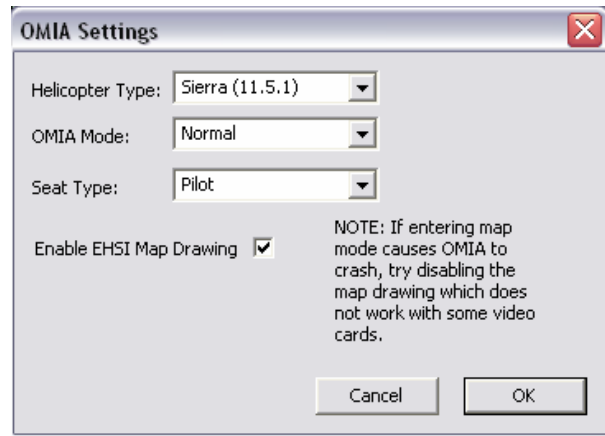 OMIA Settings
Helicopter Type: Sierra (11.5.1)
OMIA Mode: Normal
Seat Type: Pilot
Enable EHSI Map Drawing
NOTE: If entering map
mode causes OMIA to
crash, try disabling the
map drawing which does
not work with some video
cards.
Cancel OK